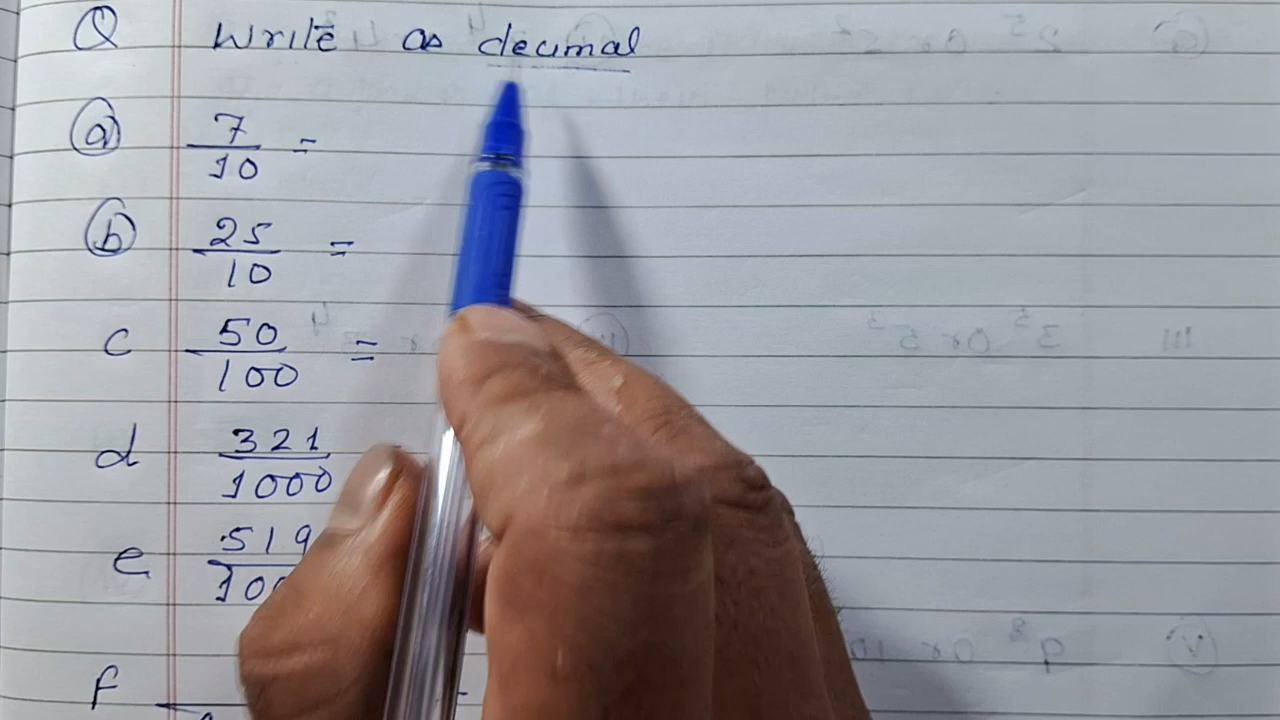 Q Write as decimal
a 7/10 =
b 25/10 =
c 50/100 =
d 321/1000
e 519
f